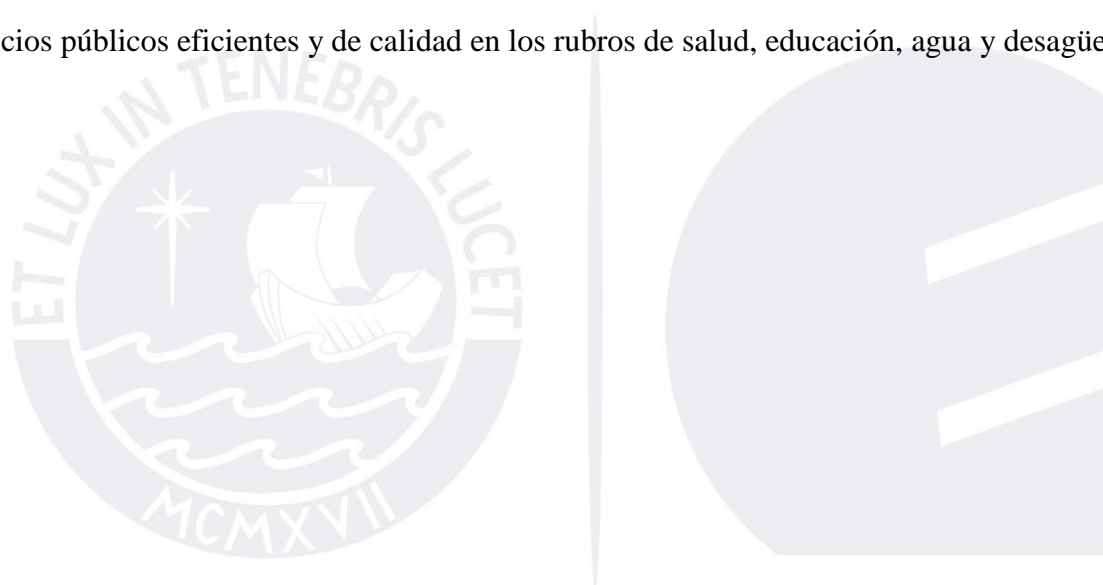 cios públicos eficientes y de calidad en los rubros de salud, educación, agua y desagüe
ET LUX IN TENEBRIS LUCET
MCMXVII